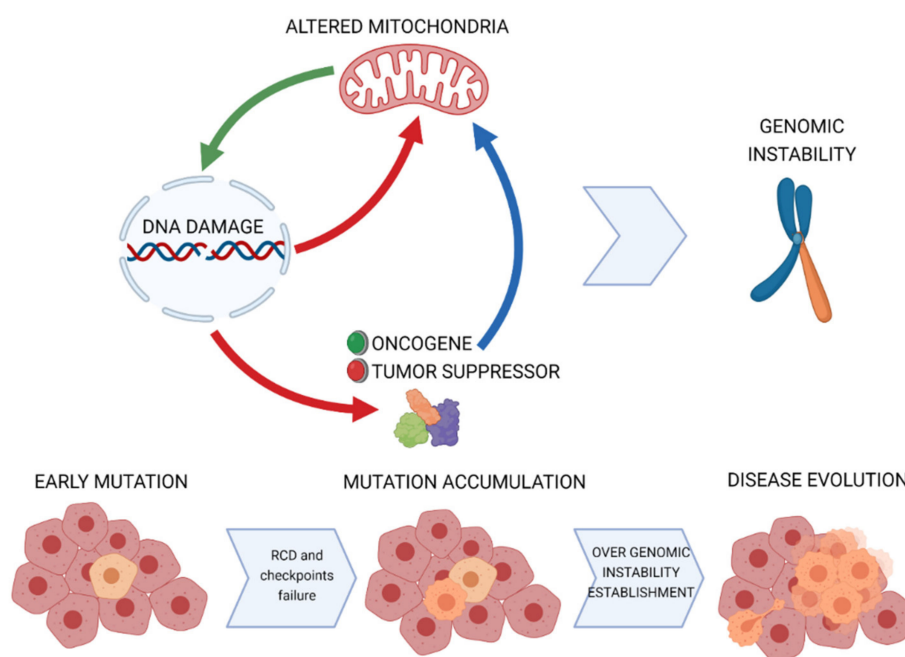 ALTERED MITOCHONDRIA
GENOMIC
INSTABILITY
DNA DAMAGE
ONCOGENE
TUMOR SUPPRESSOR
EARLY MUTATION
MUTATION ACCUMULATION
DISEASE EVOLUTION
RCD and
checkpoints
failure
OVER GENOMIC
INSTABILITY
ESTABLISHMENT